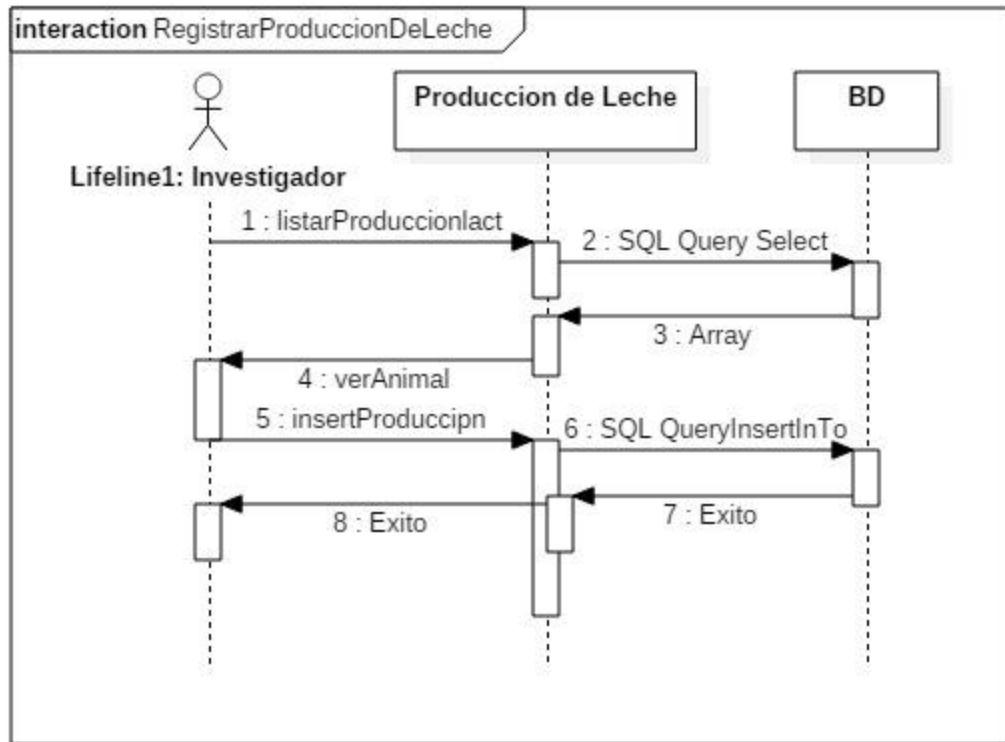 interaction RegistrarProduccionDeLeche
Produccion de Leche
BD
Lifeline1: Investigador
1 : listarProduccionlact
2 : SQL Query Select
3 : Array
4 : verAnimal
5 : insertProduccipn
6 : SQL QueryInsertInTo
7 : Exito
8 : Exito